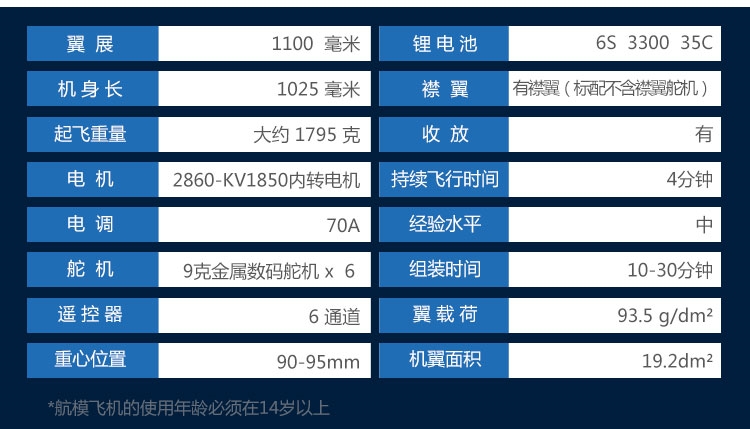 翼展 1100 毫米 锂电池 6S 3300 35C
机身长 1025 毫米 襟翼 有襟翼（标配不含襟翼舵机）
起飞重量 大约 1795 克 收放 有
电机 2860-KV1850内转电机 持续飞行时间 4分钟
电调 70A 经验水平 中
舵机 9克金属数码舵机 x 6 组装时间 10-30分钟
遥控器 6 通道 翼载荷 93.5 g/dm²
重心位置 90-95mm 机翼面积 19.2dm²
*航模飞机的使用年龄必须在14岁以上